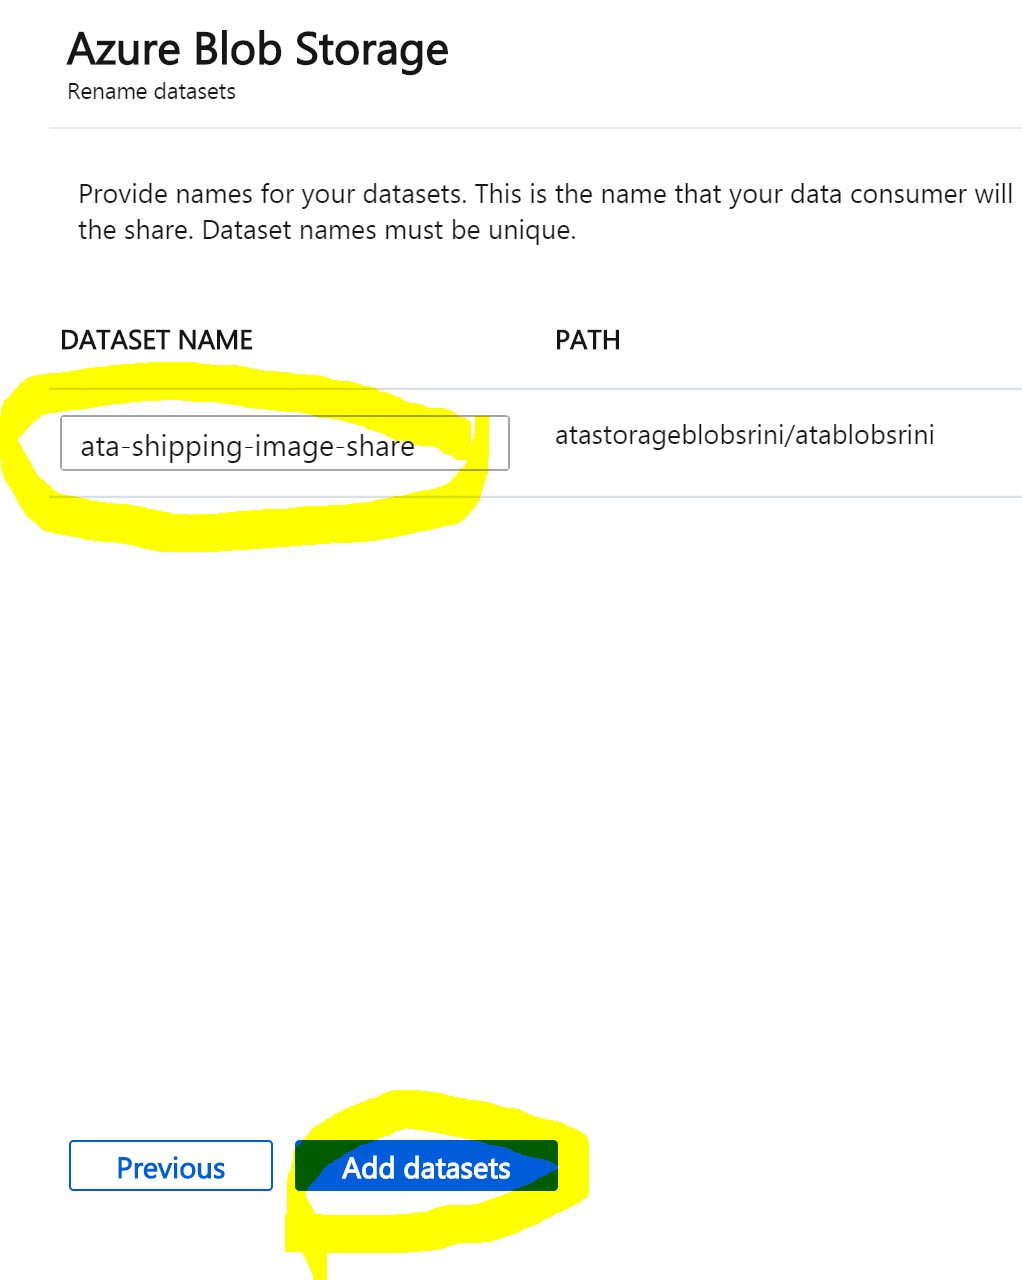 Azure Blob Storage
Rename datasets
Provide names for your datasets. This is the name that your data consumer will
the share. Dataset names must be unique.
DATASET NAME PATH
ata-shipping-image-share atastorageblobsrini/atablobsrini
Previous Add datasets